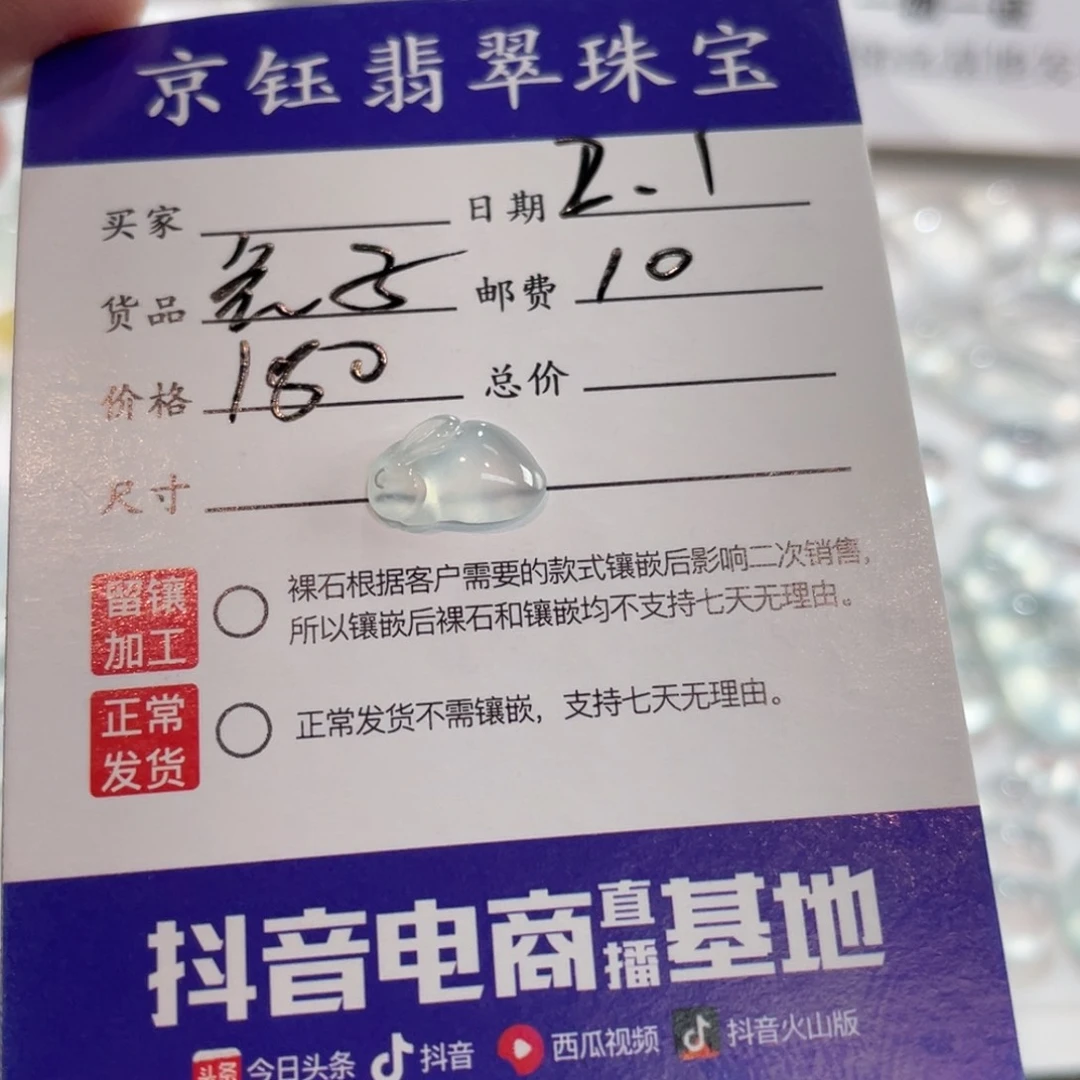 京钰翡翠珠宝
买家 日期 2.1
货品 兔子 邮费 10
价格 180 总价
尺寸
留镶加工 裸石根据客户需要的款式镶嵌后影响二次销售，
所以镶嵌后裸石和镶嵌均不支持七天无理由。
正常发货 正常发货不需镶嵌，支持七天无理由。
抖音电商直播基地
头条 今日头条 抖音 西瓜视频 抖音火山版